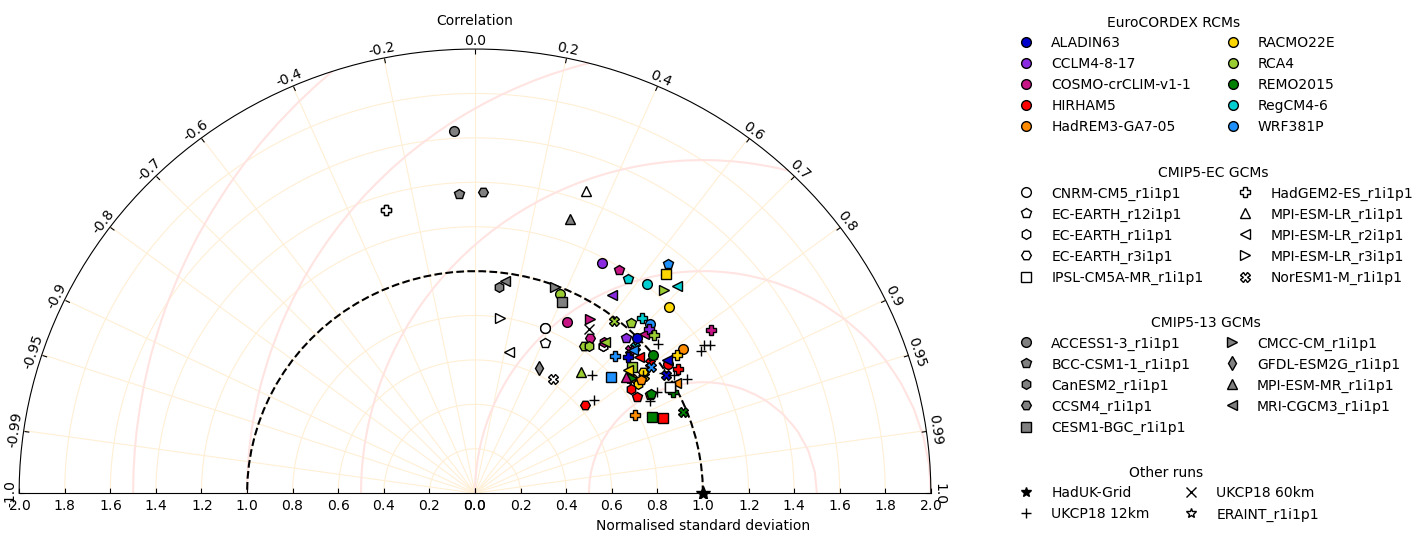 Correlation
-0.2
0.0
0.2
-0.4
0.4
-0.6
0.6
-0.7
0.7
-0.8
0.8
-0.9
0.9
-0.95
0.95
-0.99
0.99
-1.0
1.0
2.0 1.8 1.6 1.4 1.2 1.0 0.8 0.6 0.4 0.2 0.0 0.2 0.4 0.6 0.8 1.0 1.2 1.4 1.6 1.8 2.0
Normalised standard deviation
EuroCORDEX RCMs
ALADIN63 RACMO22E
CCLM4-8-17 RCA4
COSMO-crCLIM-v1-1 REMO2015
HIRHAM5 RegCM4-6
HadREM3-GA7-05 WRF381P
CMIP5-EC GCMs
CNRM-CM5_r1i1p1 HadGEM2-ES_r1i1p1
EC-EARTH_r12i1p1 MPI-ESM-LR_r1i1p1
EC-EARTH_r1i1p1 MPI-ESM-LR_r2i1p1
EC-EARTH_r3i1p1 MPI-ESM-LR_r3i1p1
IPSL-CM5A-MR_r1i1p1 NorESM1-M_r1i1p1
CMIP5-13 GCMs
ACCESS1-3_r1i1p1 CMCC-CM_r1i1p1
BCC-CSM1-1_r1i1p1 GFDL-ESM2G_r1i1p1
CanESM2_r1i1p1 MPI-ESM-MR_r1i1p1
CCSM4_r1i1p1 MRI-CGCM3_r1i1p1
CESM1-BGC_r1i1p1
Other runs
HadUK-Grid UKCP18 60km
UKCP18 12km ERAINT_r1i1p1